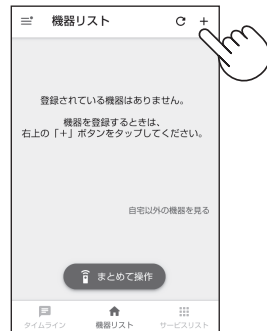 機器リスト
登録されている機器はありません。
機器を登録するときは、
右上の「+」ボタンをタップしてください。
自宅以外の機器を見る
まとめて操作
タイムライン 機器リスト サービスリスト